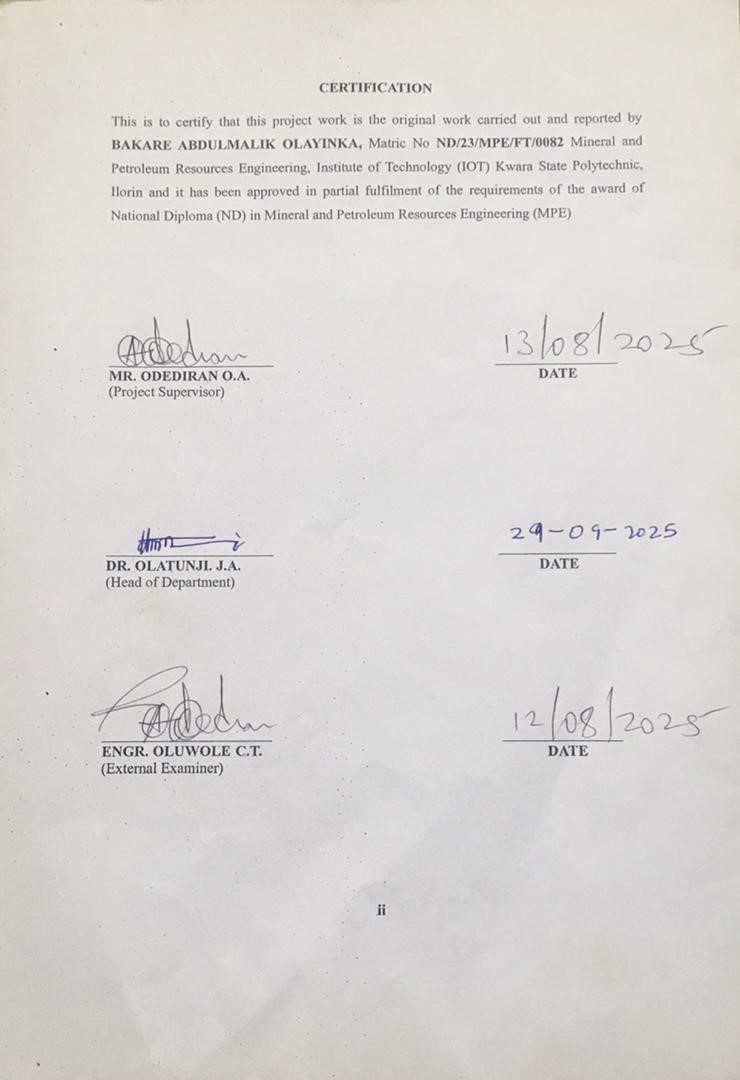 CERTIFICATION
This is to certify that this project work is the original work carried out and reported by
BAKARE ABDULMALIK OLAYINKA, Matric No ND/23/MPE/FT/0082 Mineral and
Petroleum Resources Engineering, Institute of Technology (IOT) Kwara State Polytechnic,
Ilorin and it has been approved in partial fulfilment of the requirements of the award of
National Diploma (ND) in Mineral and Petroleum Resources Engineering (MPE)
13/08/2025
MR. ODEDIRAN O.A.
DATE
(Project Supervisor)
29-09-2025
DR. OLATUNJI. J.A.
DATE
(Head of Department)
12/08/2025
ENGR. OLUWOLE C.T.
DATE
(External Examiner)
ii